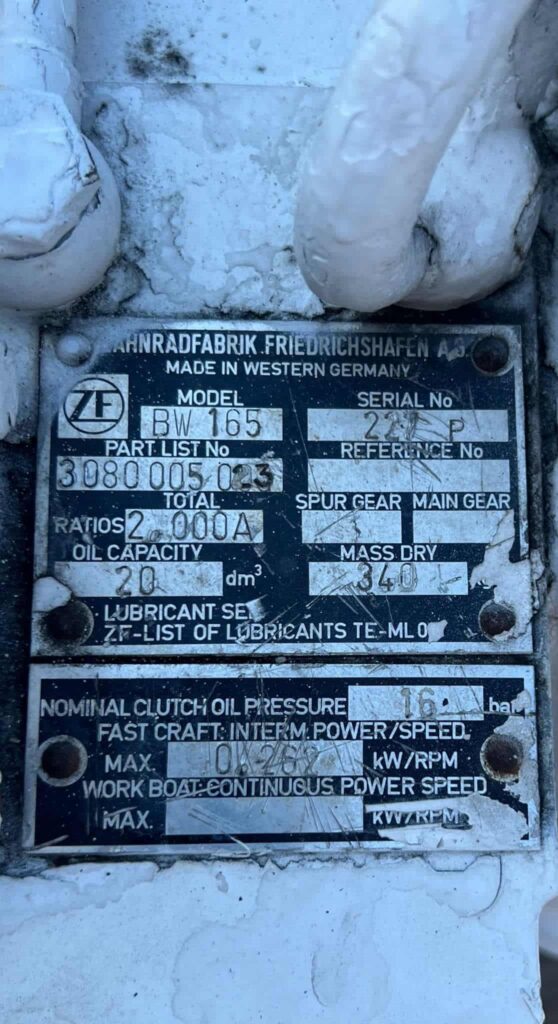 AHNRADFABRIK FRIEDRICHSHAFEN A.G.
MADE IN WESTERN GERMANY
ZF
MODEL SERIAL No
BW 165 227 P
PART LIST No REFERENCE No
3080 005 023
TOTAL SPUR GEAR MAIN GEAR
RATIOS 2.000A
OIL CAPACITY MASS DRY
20 dm³ 340
LUBRICANT SE
ZF-LIST OF LUBRICANTS TE-ML 0
NOMINAL CLUTCH OIL PRESSURE 16 bar
FAST CRAFT: INTERM. POWER/SPEED
MAX. kW/RPM
WORK BOAT: CONTINUOUS POWER SPEED
MAX. kW/RPM